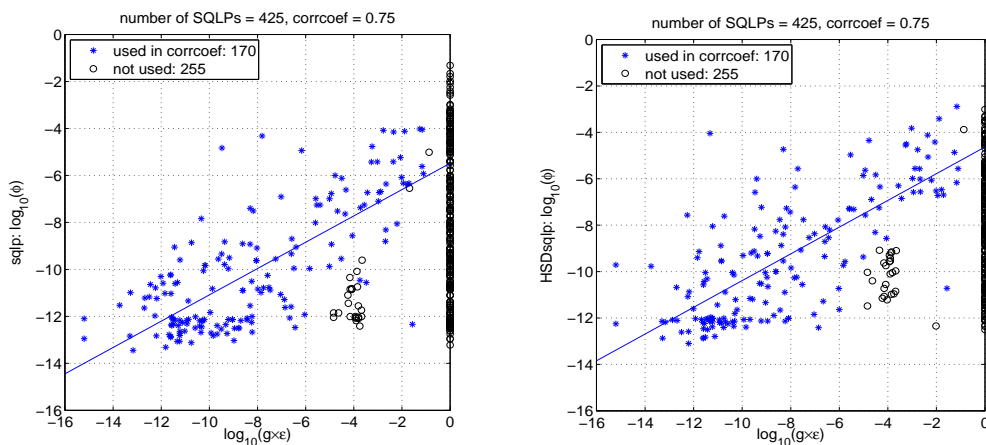 number of SQLPs = 425, corrcoef = 0.75
used in corrcoef: 170
not used: 255
0
−2
−4
−6
−8
−10
−12
−14
−16
sqlp: log10(ϕ)
−16 −14 −12 −10 −8 −6 −4 −2 0
log10(g×ε)
number of SQLPs = 425, corrcoef = 0.75
used in corrcoef: 170
not used: 255
0
−2
−4
−6
−8
−10
−12
−14
−16
HSDsqlp: log10(ϕ)
−16 −14 −12 −10 −8 −6 −4 −2 0
log10(g×ε)